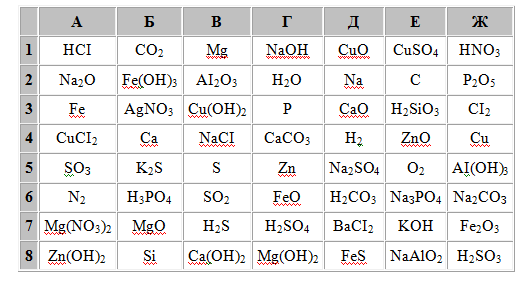 А Б В Г Д Е Ж
1 HCI CO2 Mg NaOH CuO CuSO4 HNO3
2 Na2O Fe(OH)3 AI2O3 H2O Na C P2O5
3 Fe AgNO3 Cu(OH)2 P CaO H2SiO3 CI2
4 CuCI2 Ca NaCI CaCO3 H2 ZnO Cu
5 SO3 K2S S Zn Na2SO4 O2 AI(OH)3
6 N2 H3PO4 SO2 FeO H2CO3 Na3PO4 Na2CO3
7 Mg(NO3)2 MgO H2S H2SO4 BaCI2 KOH Fe2O3
8 Zn(OH)2 Si Ca(OH)2 Mg(OH)2 FeS NaAlO2 H2SO3